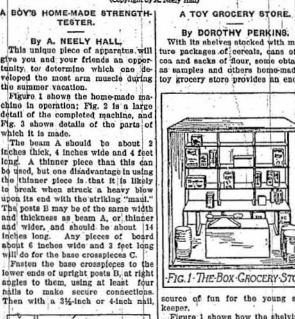 (Copyright by A. Neely Hall)
A BOY'S HOME-MADE STRENGTH-
TESTER.
By A. NEELY HALL.
This unique piece of apparatus will
give you and your friends an oppor-
tunity to determine which one de-
veloped the most arm muscle during
the summer vacation.
Figure 1 shows the home-made ma-
chine in operation; Fig. 2 is a large
detail of the completed machine, and
Fig. 3 shows details of the parts of
which it is made.
The beam A should be about 2
inches thick, 4 inches wide and 4 feet
long. A thinner piece than this can
be used, but one disadvantage in using
the thinner piece is that it is likely
to break when struck a heavy blow
upon its end with the striking "maul."
The posts B may be of the same width
and thickness as beam A, or thinner
and wider, and should be about 14
inches long. Any pieces of board
about 6 inches wide and 3 feet long
will do for the base crosspieces C.
Fasten the base crosspieces to the
lower ends of upright posts B, at right
angles to them, using at least four
nails to make secure connections.
Then with a 3½-inch or 4-inch nail,
A TOY GROCERY STORE.
By DOROTHY PERKINS.
With its shelves stocked with m
ture packages of cereals, cans of
coa and sacks of flour, some obta
as samples and others home-mad
toy grocery store provides an end
FIG. 1 - THE BOX-GROCERY-STO
source of fun for the young s
keeper.
Figure 1 shows how the shelvi